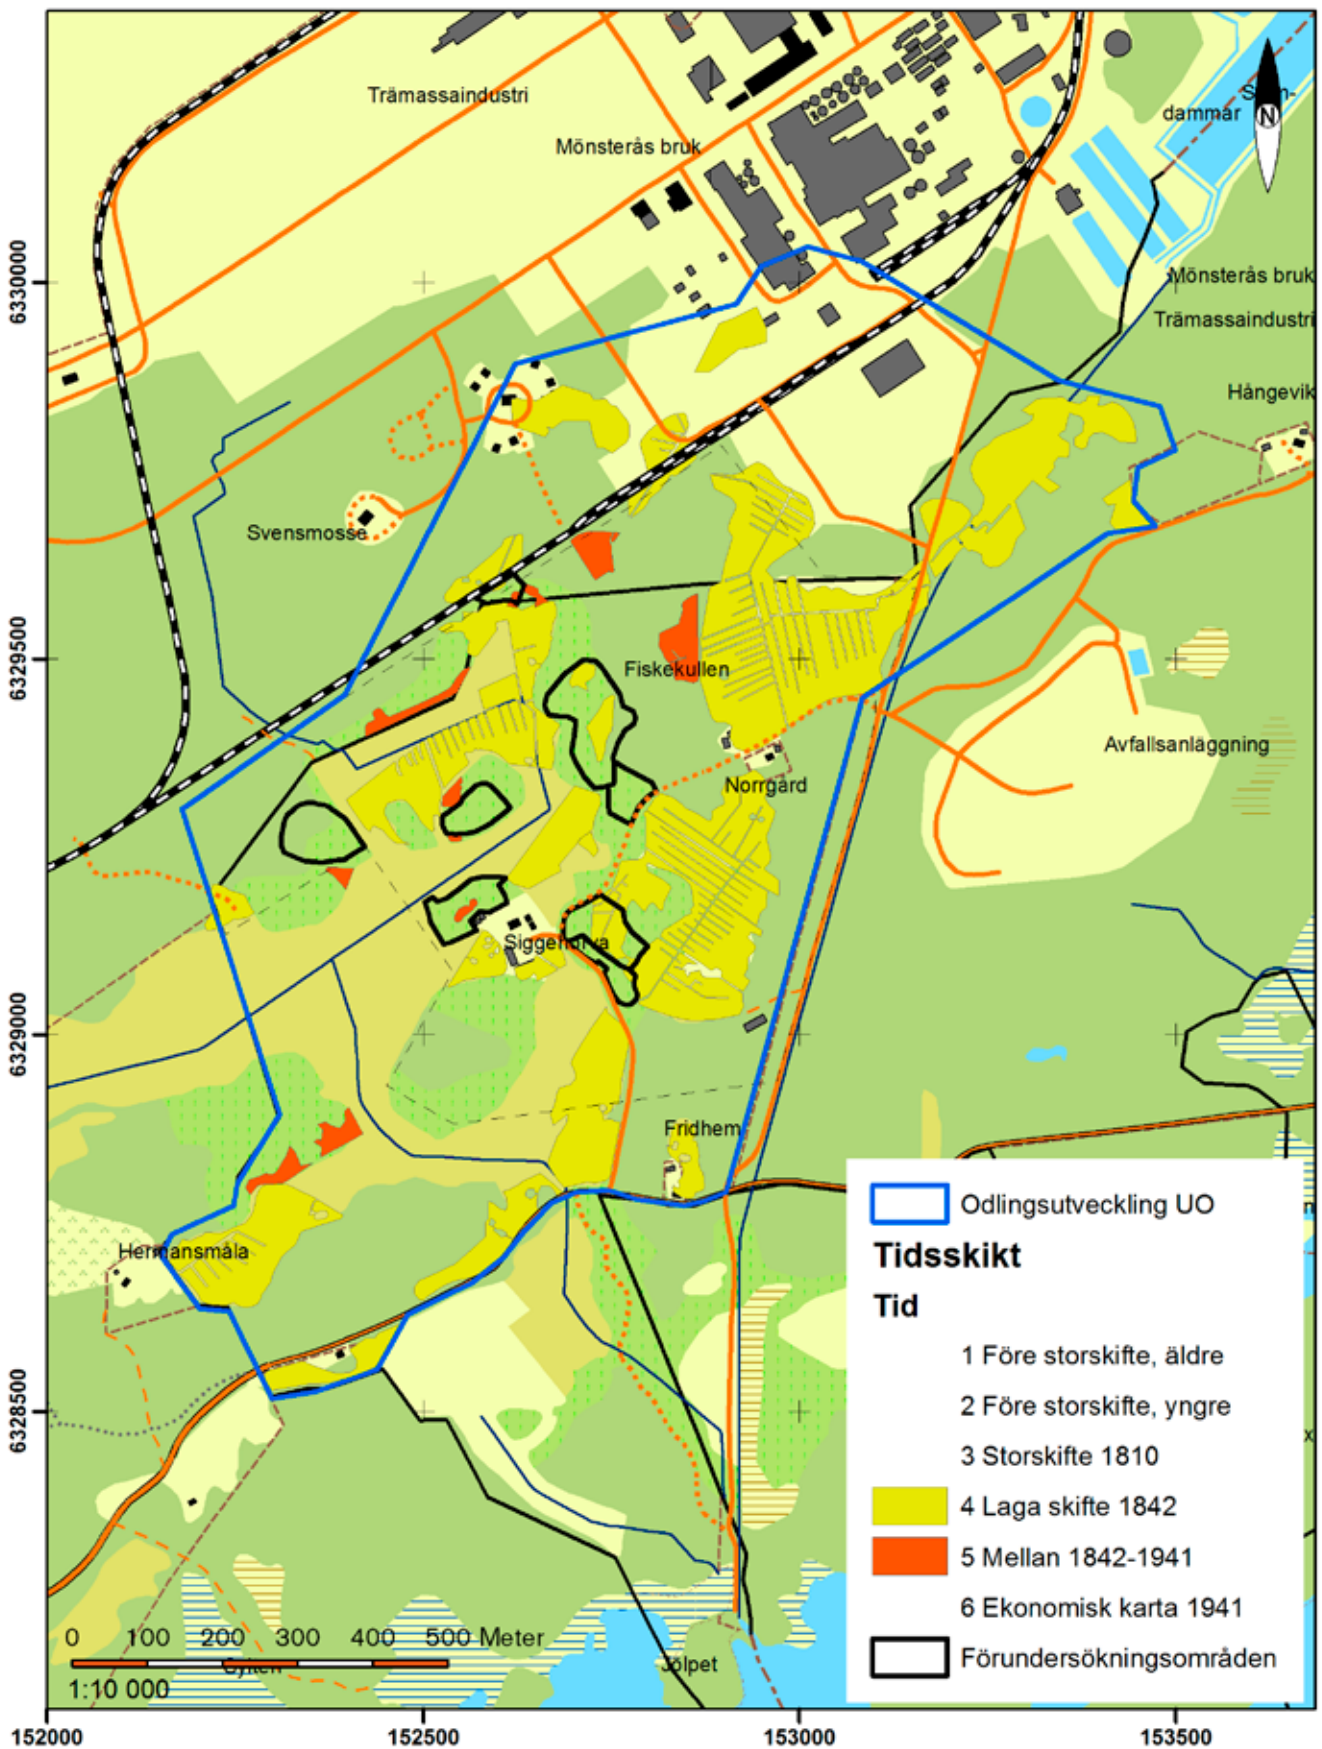 Trämassaindustri
Mönsterås bruk
dammar
N
Mönsterås bruk
Trämassaindustri
Hångevik
Svensmosse
Fiskekullen
Avfallsanläggning
Norrgård
Fridhem
Hermansmåla
Jölpet
6330000
6329500
6329000
6328500
152000
152500
153000
153500
0 100 200 300 400 500 Meter
1:10 000
Odlingsutveckling UO
Tidsskikt
Tid
1 Före storskifte, äldre
2 Före storskifte, yngre
3 Storskifte 1810
4 Laga skifte 1842
5 Mellan 1842-1941
6 Ekonomisk karta 1941
Förundersökningsområden